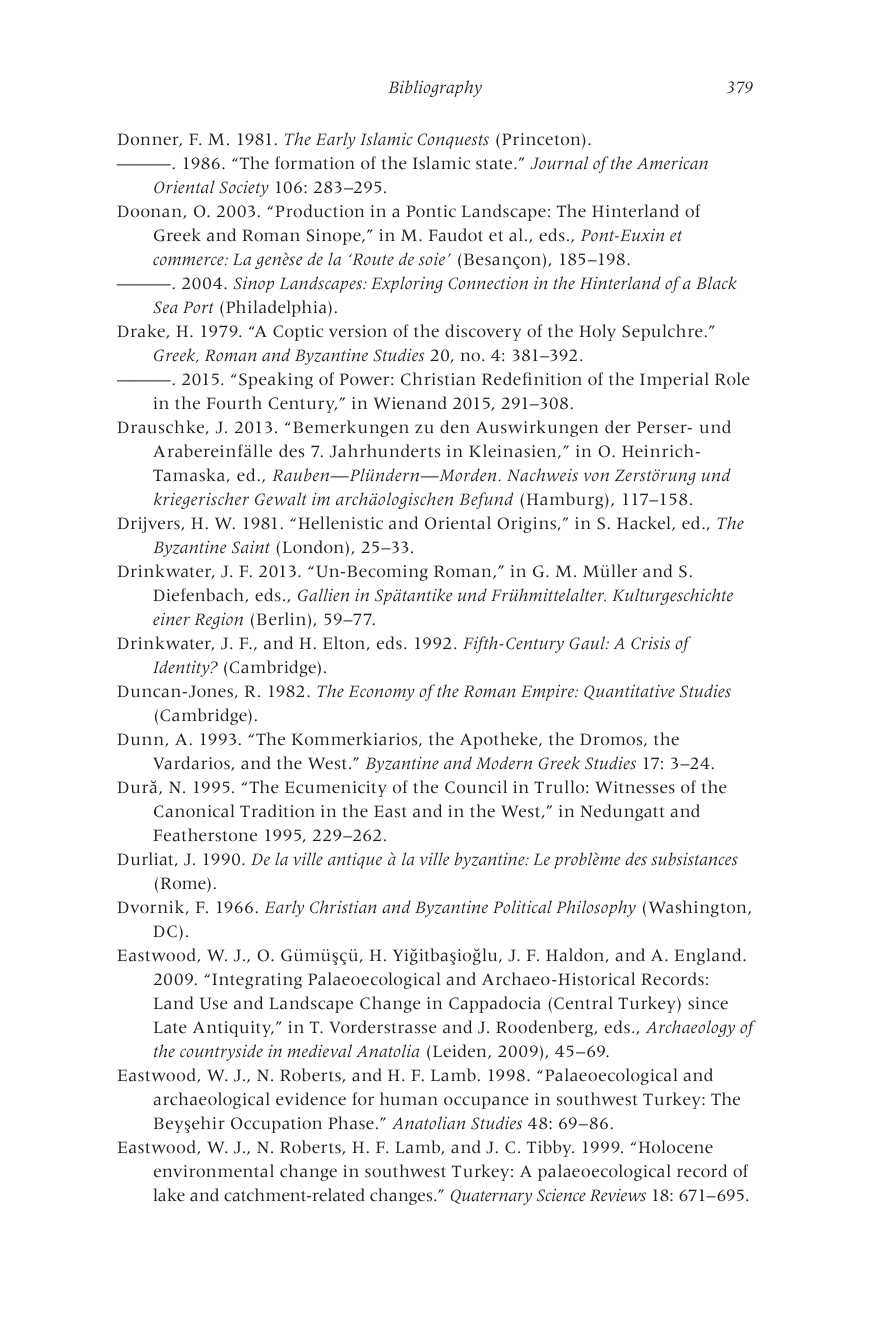 Bibliography 379
Donner, F. M. 1981. The Early Islamic Conquests (Princeton).
———. 1986. “The formation of the Islamic state.” Journal of the American
Oriental Society 106: 283–295.
Doonan, O. 2003. “Production in a Pontic Landscape: The Hinterland of
Greek and Roman Sinope,” in M. Faudot et al., eds., Pont-Euxin et
commerce: La genèse de la ‘Route de soie’ (Besançon), 185–198.
———. 2004. Sinop Landscapes: Exploring Connection in the Hinterland of a Black
Sea Port (Philadelphia).
Drake, H. 1979. “A Coptic version of the discovery of the Holy Sepulchre.”
Greek, Roman and Byzantine Studies 20, no. 4: 381–392.
———. 2015. “Speaking of Power: Christian Redefinition of the Imperial Role
in the Fourth Century,” in Wienand 2015, 291–308.
Drauschke, J. 2013. “Bemerkungen zu den Auswirkungen der Perser- und
Arabereinfälle des 7. Jahrhunderts in Kleinasien,” in O. Heinrich-
Tamaska, ed., Rauben—Plündern—Morden. Nachweis von Zerstörung und
kriegerischer Gewalt im archäologischen Befund (Hamburg), 117–158.
Drijvers, H. W. 1981. “Hellenistic and Oriental Origins,” in S. Hackel, ed., The
Byzantine Saint (London), 25–33.
Drinkwater, J. F. 2013. “Un-Becoming Roman,” in G. M. Müller and S.
Diefenbach, eds., Gallien in Spätantike und Frühmittelalter. Kulturgeschichte
einer Region (Berlin), 59–77.
Drinkwater, J. F., and H. Elton, eds. 1992. Fifth-Century Gaul: A Crisis of
Identity? (Cambridge).
Duncan-Jones, R. 1982. The Economy of the Roman Empire: Quantitative Studies
(Cambridge).
Dunn, A. 1993. “The Kommerkiarios, the Apotheke, the Dromos, the
Vardarios, and the West.” Byzantine and Modern Greek Studies 17: 3–24.
Dură, N. 1995. “The Ecumenicity of the Council in Trullo: Witnesses of the
Canonical Tradition in the East and in the West,” in Nedungatt and
Featherstone 1995, 229–262.
Durliat, J. 1990. De la ville antique à la ville byzantine: Le problème des subsistances
(Rome).
Dvornik, F. 1966. Early Christian and Byzantine Political Philosophy (Washington,
DC).
Eastwood, W. J., O. Gümüşçü, H. Yiğitbaşioğlu, J. F. Haldon, and A. England.
2009. “Integrating Palaeoecological and Archaeo-Historical Records:
Land Use and Landscape Change in Cappadocia (Central Turkey) since
Late Antiquity,” in T. Vorderstrasse and J. Roodenberg, eds., Archaeology of
the countryside in medieval Anatolia (Leiden, 2009), 45–69.
Eastwood, W. J., N. Roberts, and H. F. Lamb. 1998. “Palaeoecological and
archaeological evidence for human occupance in southwest Turkey: The
Beyşehir Occupation Phase.” Anatolian Studies 48: 69–86.
Eastwood, W. J., N. Roberts, H. F. Lamb, and J. C. Tibby. 1999. “Holocene
environmental change in southwest Turkey: A palaeoecological record of
lake and catchment-related changes.” Quaternary Science Reviews 18: 671–695.